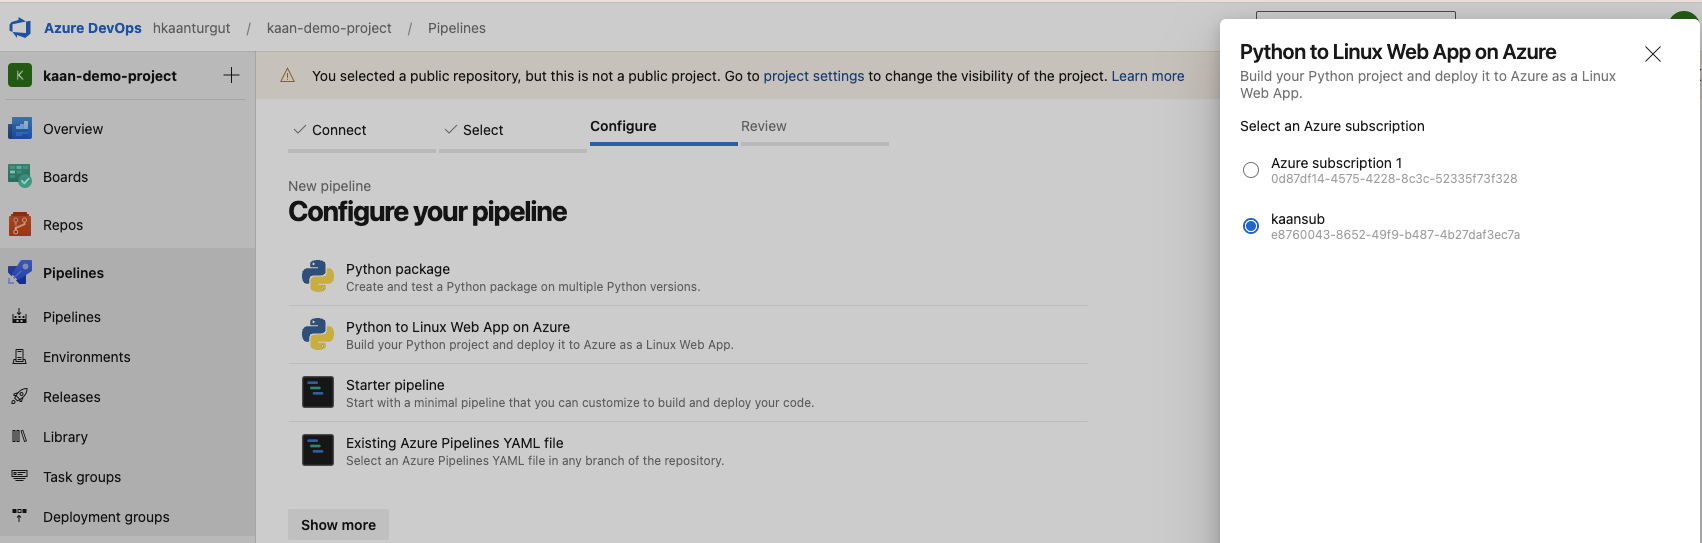 Azure DevOps hkaanturgut / kaan-demo-project / Pipelines
K kaan-demo-project
Overview
Boards
Repos
Pipelines
Pipelines
Environments
Releases
Library
Task groups
Deployment groups
You selected a public repository, but this is not a public project. Go to project settings to change the visibility of the project. Learn more
Connect Select Configure Review
New pipeline
Configure your pipeline
Python package
Create and test a Python package on multiple Python versions.
Python to Linux Web App on Azure
Build your Python project and deploy it to Azure as a Linux Web App.
Starter pipeline
Start with a minimal pipeline that you can customize to build and deploy your code.
Existing Azure Pipelines YAML file
Select an Azure Pipelines YAML file in any branch of the repository.
Show more
Python to Linux Web App on Azure
Build your Python project and deploy it to Azure as a Linux
Web App.
Select an Azure subscription
Azure subscription 1
0d87df14-4575-4228-8c3c-52335f73f328
kaansub
e8760043-8652-49f9-b487-4b27daf3ec7a